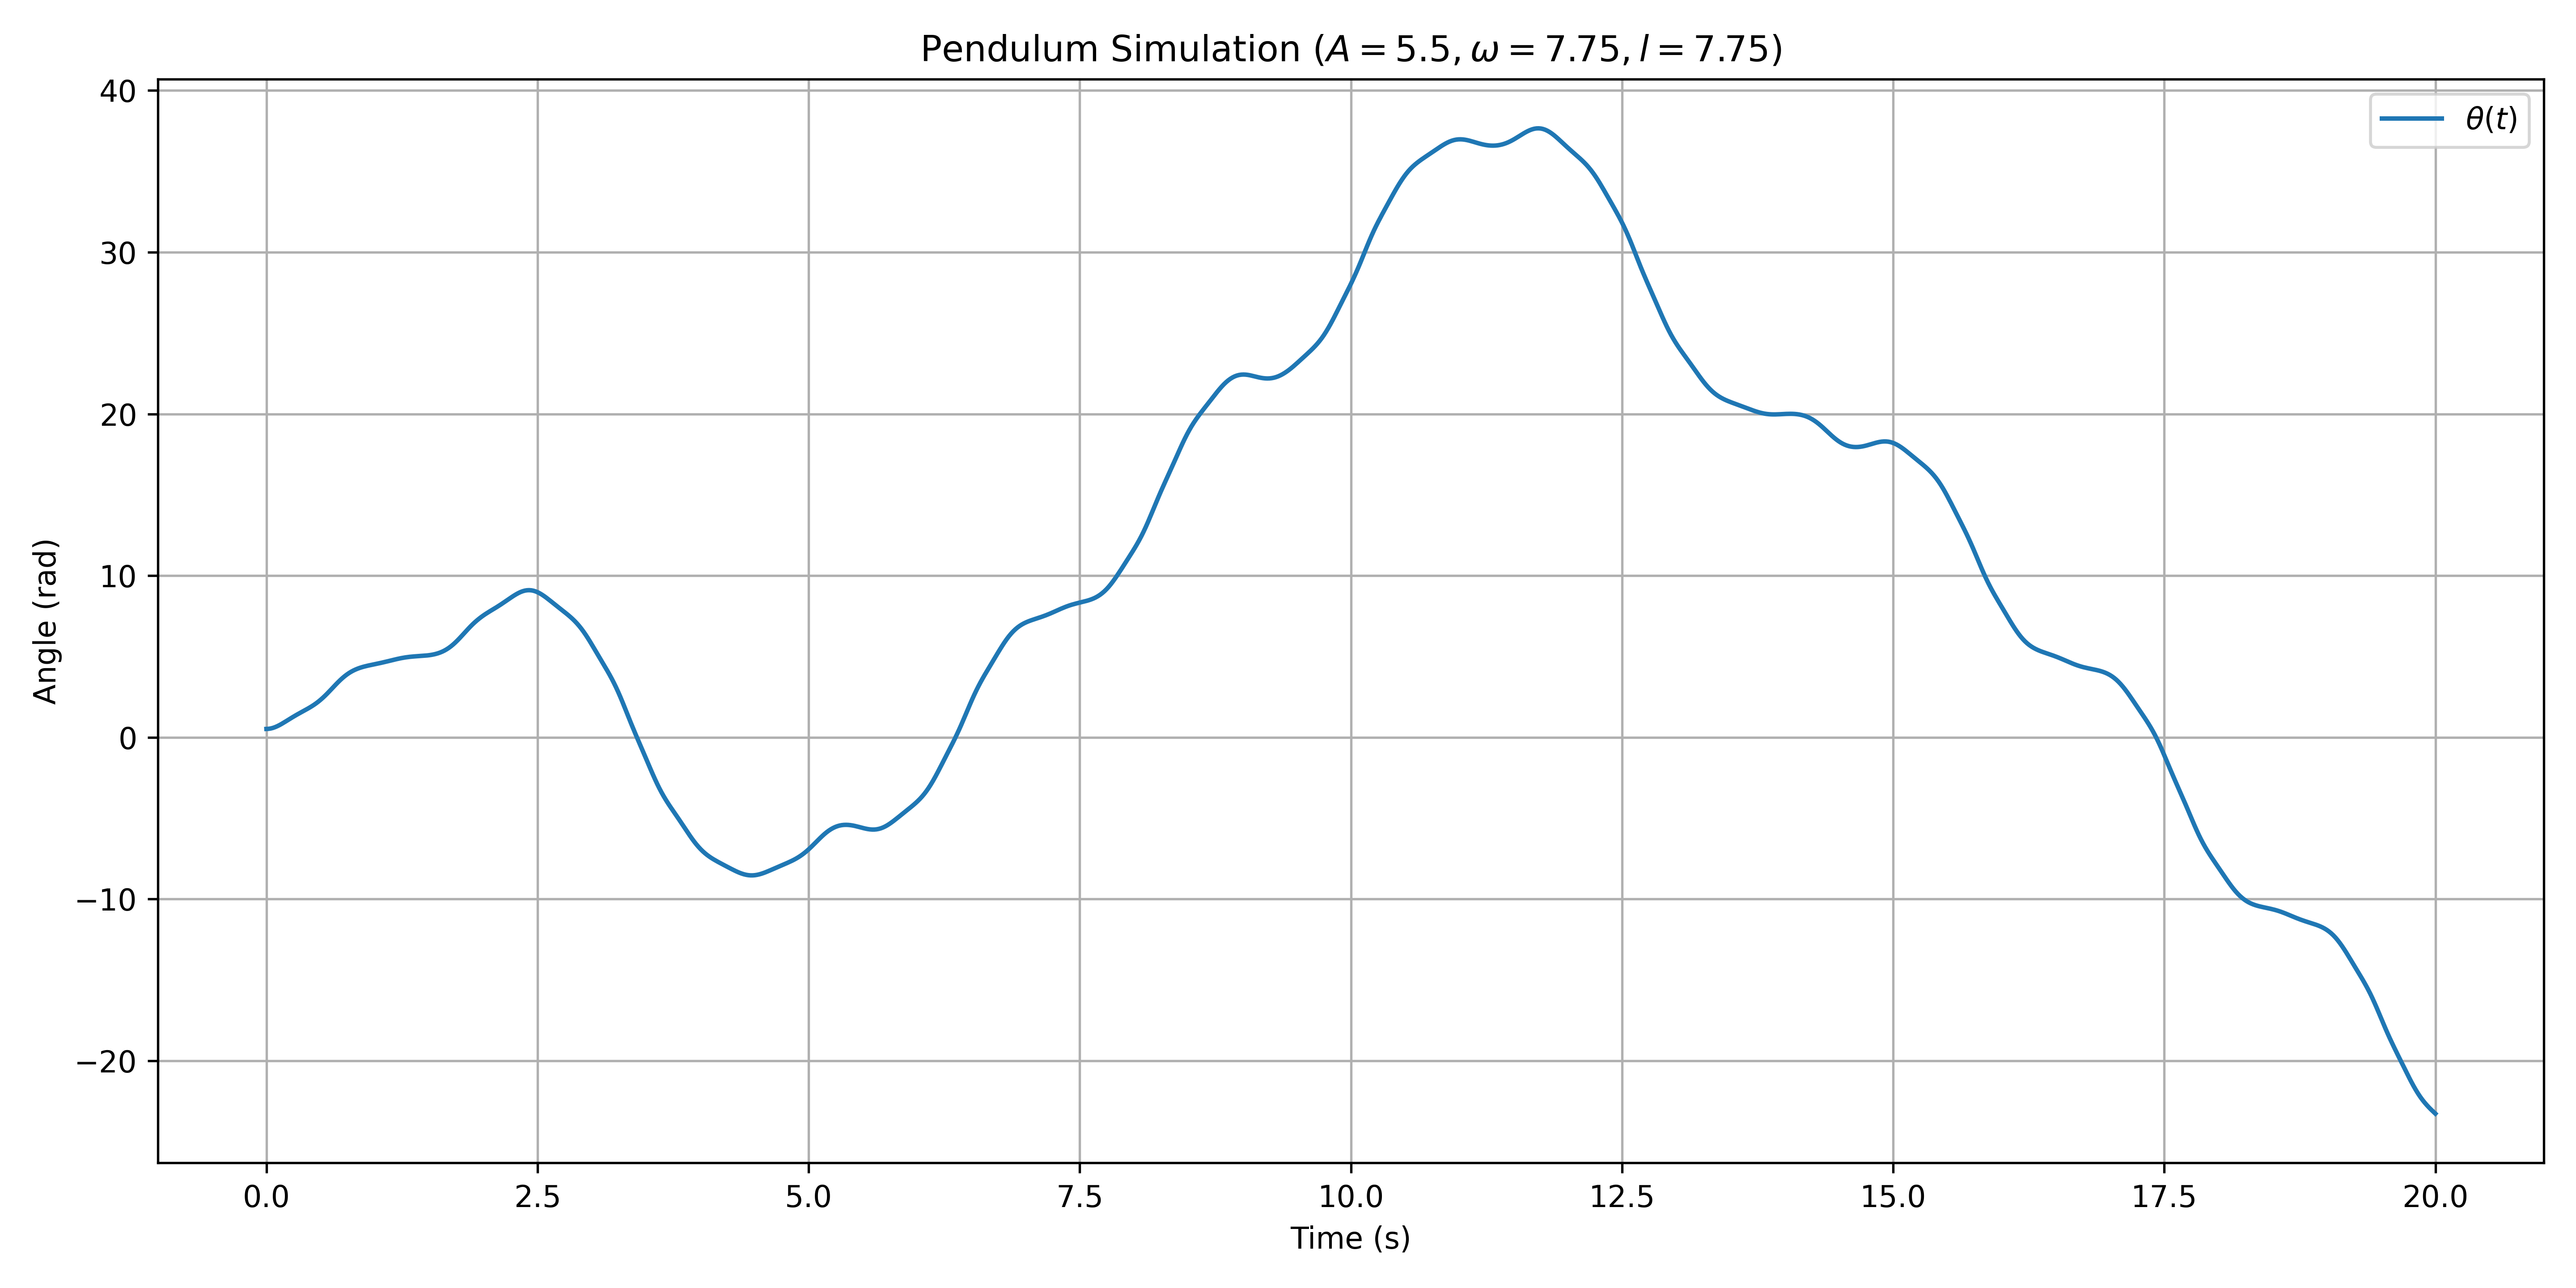 Pendulum Simulation (A = 5.5, ω = 7.75, l = 7.75)
θ(t)
40
30
20
10
0
−10
−20
Angle (rad)
0.0 2.5 5.0 7.5 10.0 12.5 15.0 17.5 20.0
Time (s)